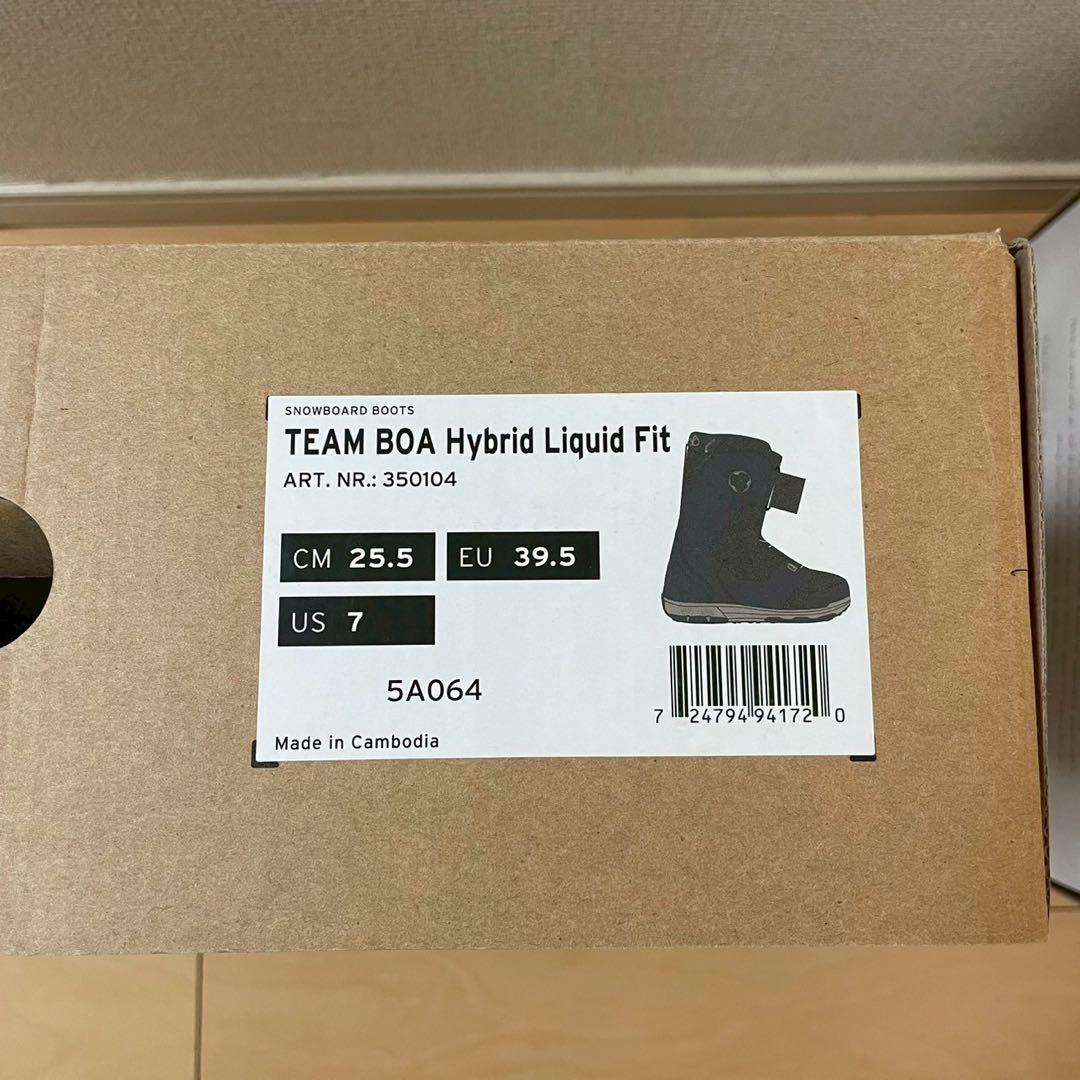 SNOWBOARD BOOTS
TEAM BOA Hybrid Liquid Fit
ART. NR.: 350104
CM 25.5 EU 39.5
US 7
5A064
7 24794 94172 0
Made in Cambodia